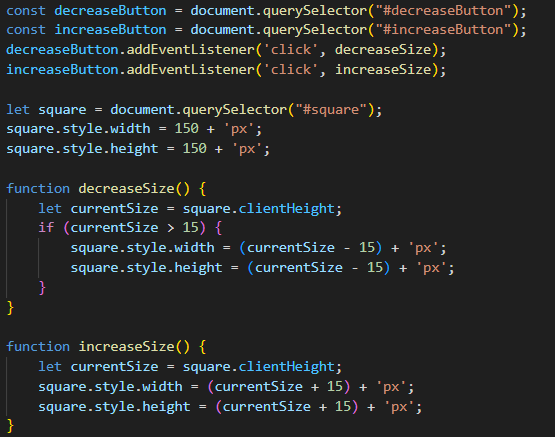 const decreaseButton = document.querySelector("#decreaseButton");
const increaseButton = document.querySelector("#increaseButton");
decreaseButton.addEventListener('click', decreaseSize);
increaseButton.addEventListener('click', increaseSize);

let square = document.querySelector("#square");
square.style.width = 150 + 'px';
square.style.height = 150 + 'px';

function decreaseSize() {
    let currentSize = square.clientHeight;
    if (currentSize > 15) {
        square.style.width = (currentSize - 15) + 'px';
        square.style.height = (currentSize - 15) + 'px';
    }
}

function increaseSize() {
    let currentSize = square.clientHeight;
    square.style.width = (currentSize + 15) + 'px';
    square.style.height = (currentSize + 15) + 'px';
}